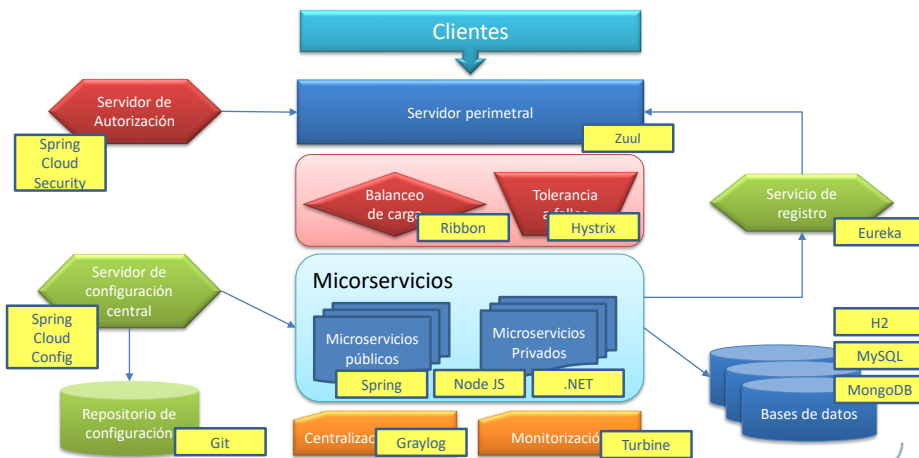 Clientes
Servidor de
Autorización
Spring
Cloud
Security
Servidor perimetral
Zuul
Balanceo
de carga
Ribbon
Tolerancia
a fallos
Hystrix
Servicio de
registro
Eureka
Servidor de
configuración
central
Spring
Cloud
Config
Micorservicios
Microservicios
públicos
Microservicios
Privados
Spring
Node JS
.NET
H2
MySQL
MongoDB
Bases de datos
Repositorio de
configuración
Git
Graylog
Monitorización
Turbine